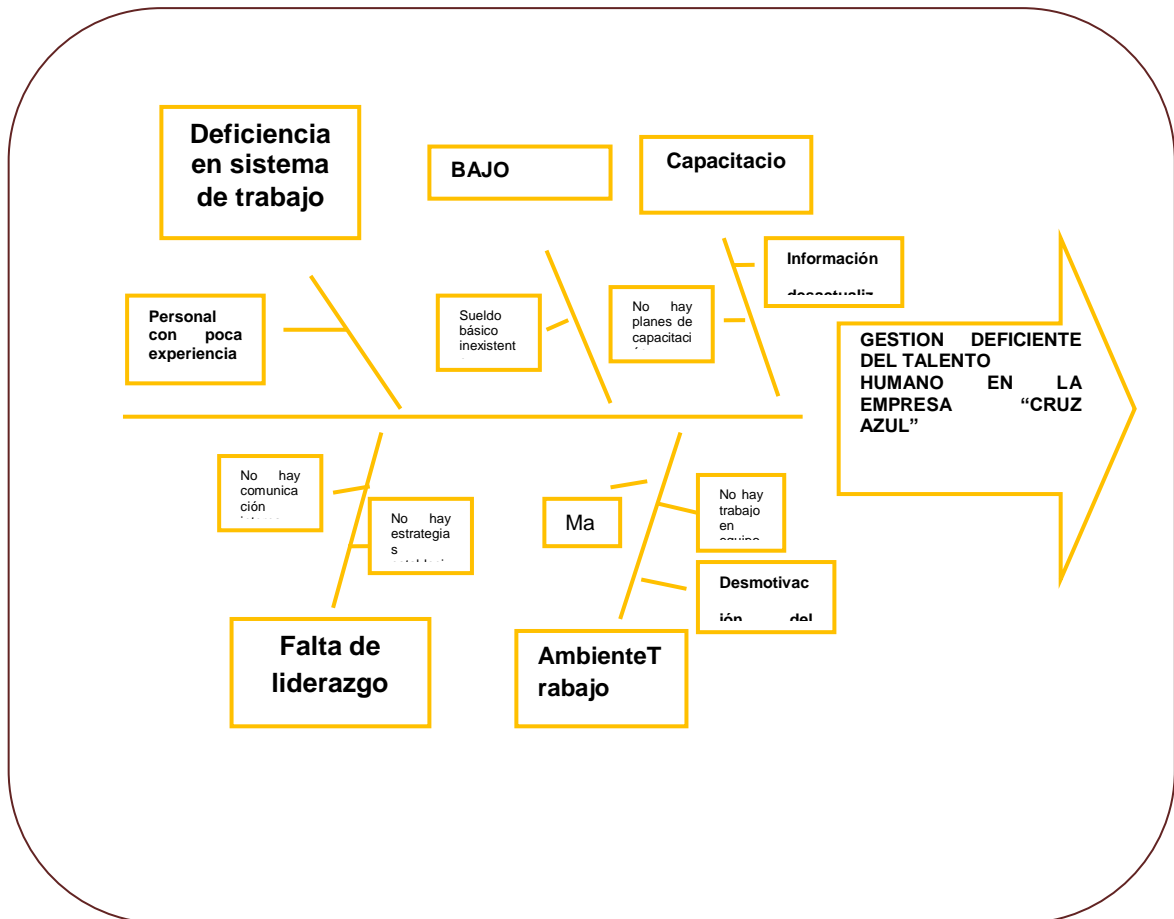 Deficiencia
en sistema
de trabajo
BAJO
Capacitacio
Información
Personal
con poca
experiencia
Sueldo
básico
inexistent
No hay
planes de
capacitaci
GESTION DEFICIENTE
DEL TALENTO
HUMANO EN LA
EMPRESA “CRUZ
AZUL”
No hay
comunica
ción
No hay
estrategia
s
Ma
No hay
trabajo
en
equipo
Desmotivac
ión del
Falta de
liderazgo
AmbienteT
rabajo